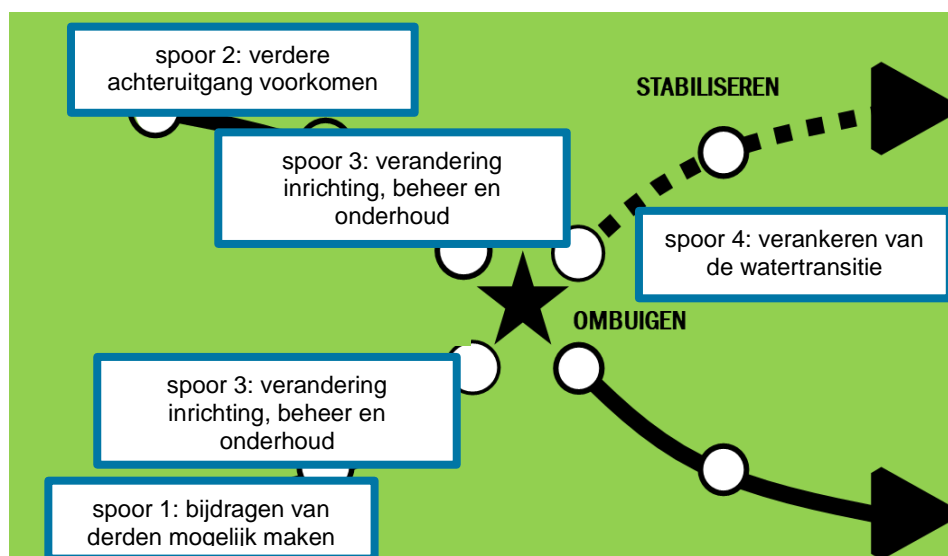 spoor 2: verdere
achteruitgang voorkomen
STABILISEREN
spoor 3: verandering
inrichting, beheer en
onderhoud
spoor 4: verankeren van
de watertransitie
OMBUIGEN
spoor 3: verandering
inrichting, beheer en
onderhoud
spoor 1: bijdragen van
derden mogelijk maken